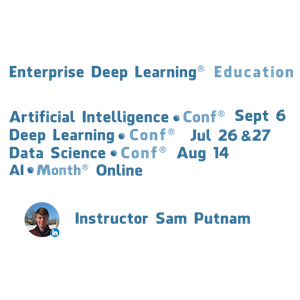 Enterprise Deep Learning® Education
Artificial Intelligence • Conf® Sept 6
Deep Learning • Conf® Jul 26 &27
Data Science • Conf® Aug 14
AI • Month® Online
in
Instructor Sam Putnam